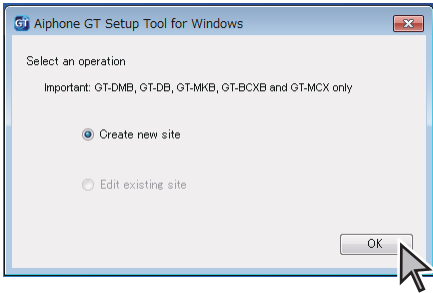 GT Aiphone GT Setup Tool for Windows
Select an operation
Important: GT-DMB, GT-DB, GT-MKB, GT-BCXB and GT-MCX only
Create new site
Edit existing site
OK